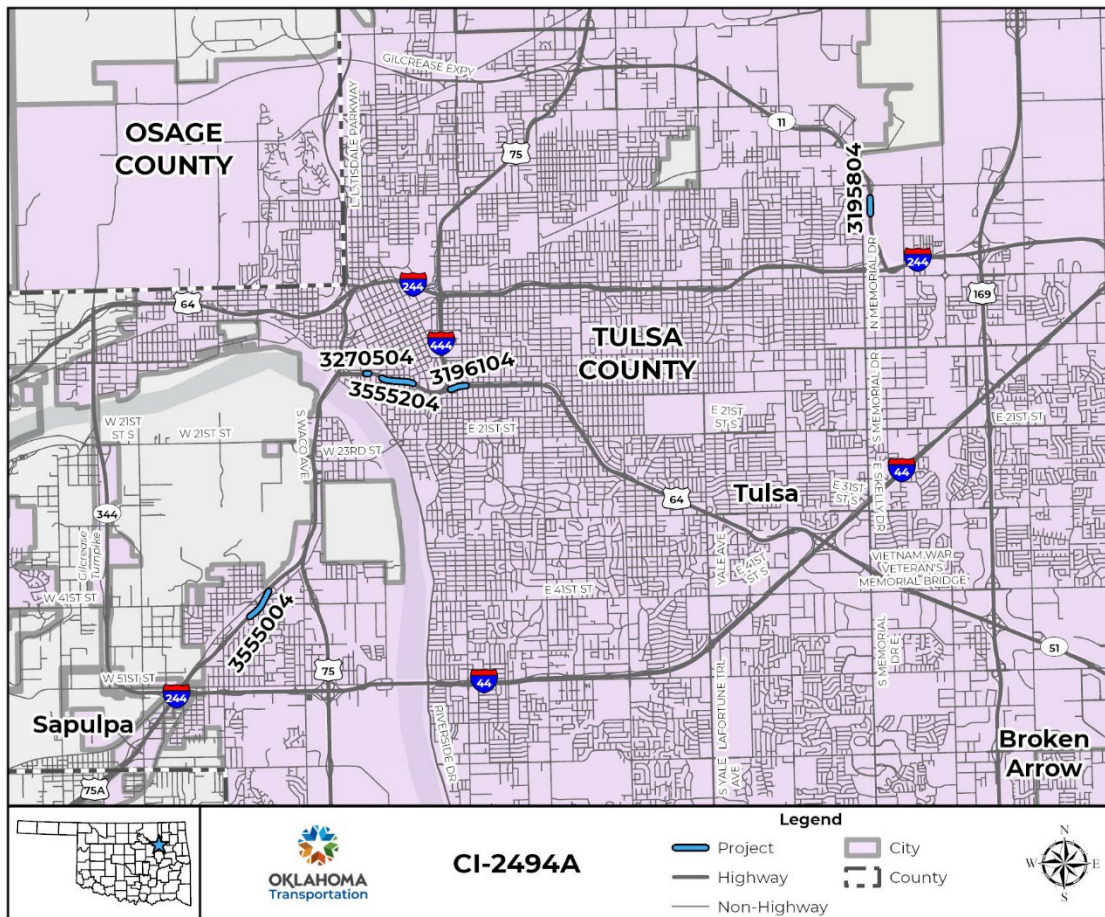 GILCREASE EXPY
OSAGE
COUNTY
L L TISDALE PARKWAY
11
75
3195804
244
N MEMORIAL DR
244
64
169
444
TULSA
COUNTY
3270504
3196104
3555204
S MEMORIAL DR
W 21ST
ST S
W 21ST ST
S WACO AVE
E 21ST ST
E 21ST
ST S
E 21ST ST
W 23RD ST
44
E SKELLY DR
E 31ST
ST S
Tulsa
64
344
Gilcrease
Turnpike
YALE AVE
E 41ST
ST S
VIETNAM WAR
VETERAN'S
MEMORIAL BRIDGE
W 41ST ST
E 41ST ST
3555004
S MEMORIAL
DR E
51
W 51ST ST
75
44
244
S YALE
AVE
LAFORTUNE TRL
Sapulpa
RIVERSIDE DR
Broken
Arrow
75A
OKLAHOMA
Transportation
CI-2494A
Legend
Project
City
Highway
County
Non-Highway
N
W
E
S